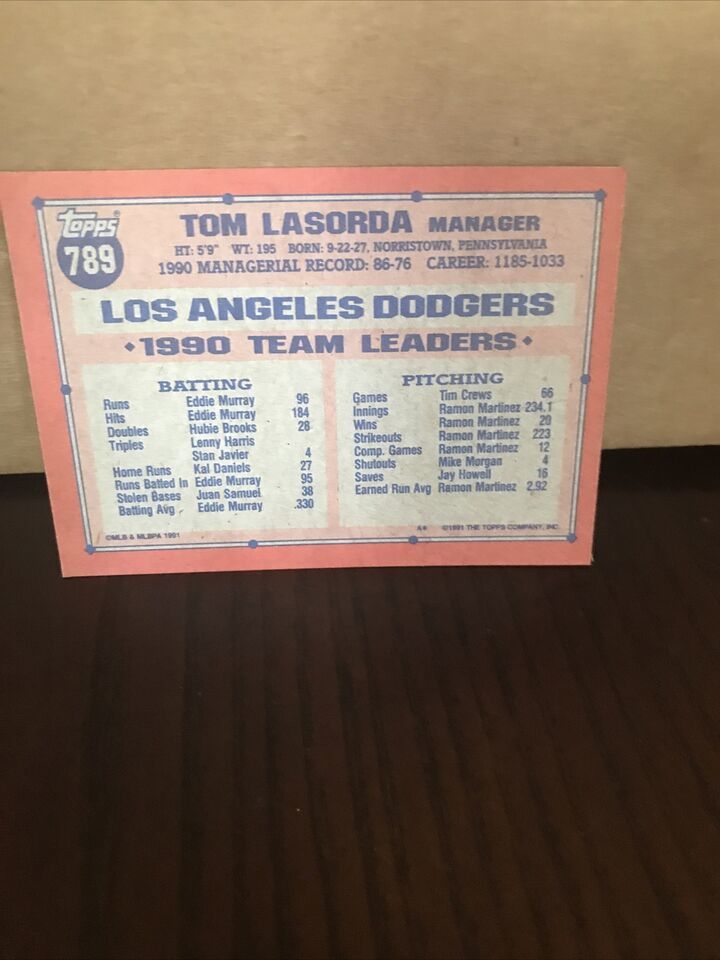 topps
789
TOM LASORDA MANAGER
HT: 5'9" WT: 195 BORN: 9-22-27, NORRISTOWN, PENNSYLVANIA
1990 MANAGERIAL RECORD: 86-76 CAREER: 1185-1033
LOS ANGELES DODGERS
1990 TEAM LEADERS
BATTING
Runs Eddie Murray 96
Hits Eddie Murray 184
Doubles Hubie Brooks 28
Triples Lenny Harris
Stan Javier 4
Home Runs Kal Daniels 27
Runs Batted In Eddie Murray 95
Stolen Bases Juan Samuel 38
Batting Avg Eddie Murray .330
PITCHING
Games Tim Crews 66
Innings Ramon Martinez 234.1
Wins Ramon Martinez 20
Strikeouts Ramon Martinez 223
Comp. Games Ramon Martinez 12
Shutouts Mike Morgan 4
Saves Jay Howell 16
Earned Run Avg Ramon Martinez 2.92
©MLB & MLBPA 1991
A* ©1991 THE TOPPS COMPANY, INC.